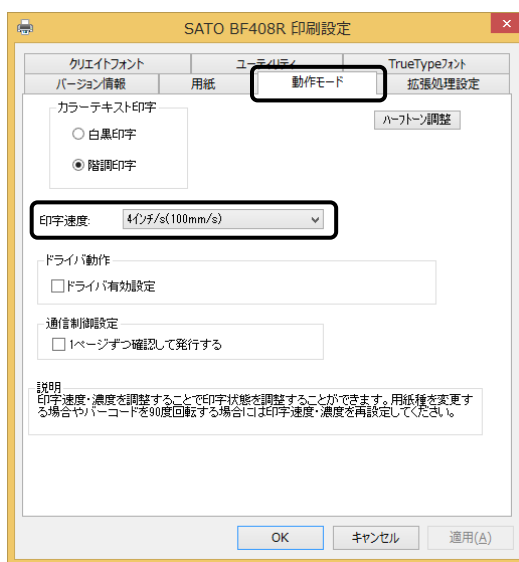 SATO BF408R 印刷設定
クリエイトフォント
ユーティリティ
TrueTypeフォント
バージョン情報
用紙
動作モード
拡張処理設定
カラーテキスト印字
白黒印字
階調印字
ハーフトーン調整
印字速度:
4インチ/s(100mm/s)
ドライバ動作
ドライバ有効設定
通信制御設定
1ページずつ確認して発行する
説明
印字速度・濃度を調整することで印字状態を調整することができます。用紙種を変更す
る場合やバーコードを90度回転する場合には印字速度・濃度を再設定してください。
OK
キャンセル
適用(A)